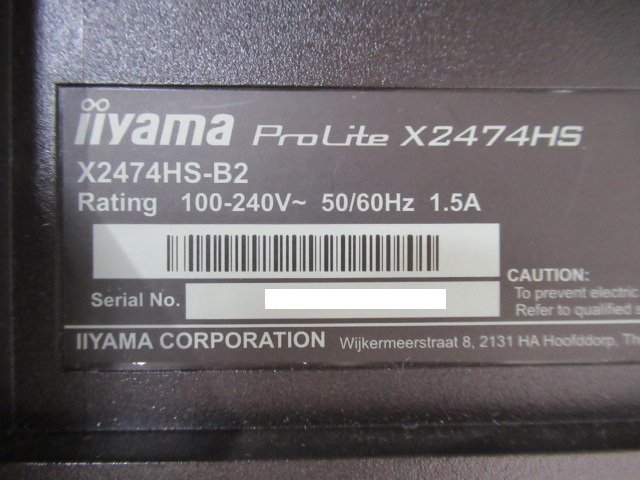 iiyama ProLite X2474HS
X2474HS-B2
Rating 100-240V~ 50/60Hz 1.5A
Serial No.
CAUTION:
To prevent electric
Refer to qualified
IIYAMA CORPORATION Wijkermeerstraat 8, 2131 HA Hoofddorp,